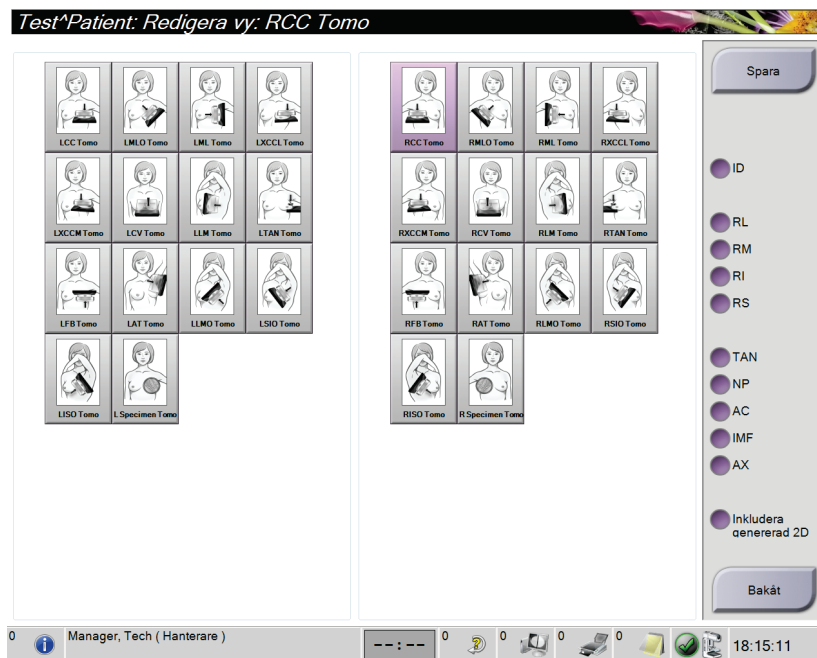 Test^Patient: Redigera vy: RCC Tomo
LCC Tomo LMLO Tomo LML Tomo LXCCL Tomo
LXCCM Tomo LCV Tomo LLM Tomo LTAN Tomo
LFB Tomo LAT Tomo LLMO Tomo LSIO Tomo
LISO Tomo L Specimen Tomo
RCC Tomo RMLO Tomo RML Tomo RXCCL Tomo
RXCCM Tomo RCV Tomo RLM Tomo RTAN Tomo
RFB Tomo RAT Tomo RLMO Tomo RSIO Tomo
RISO Tomo R Specimen Tomo
Spara
ID
RL
RM
RI
RS
TAN
NP
AC
IMF
AX
Inkludera
genererad 2D
Bakåt
0 Manager, Tech ( Hanterare ) --:-- 0 0 0 0 18:15:11